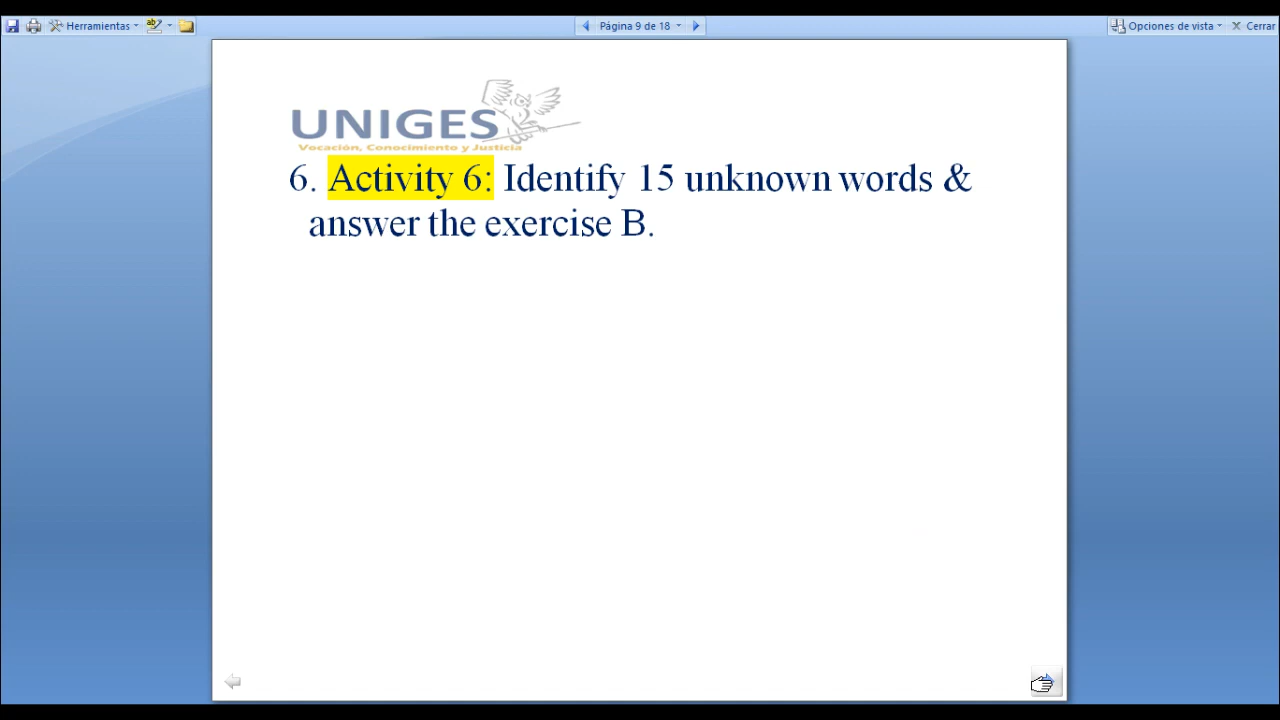 Herramientas
Página 9 de 18
Opciones de vista
Cerrar
UNIGES
Vocación, Conocimiento y Justicia
6. Activity 6: Identify 15 unknown words &
answer the exercise B.